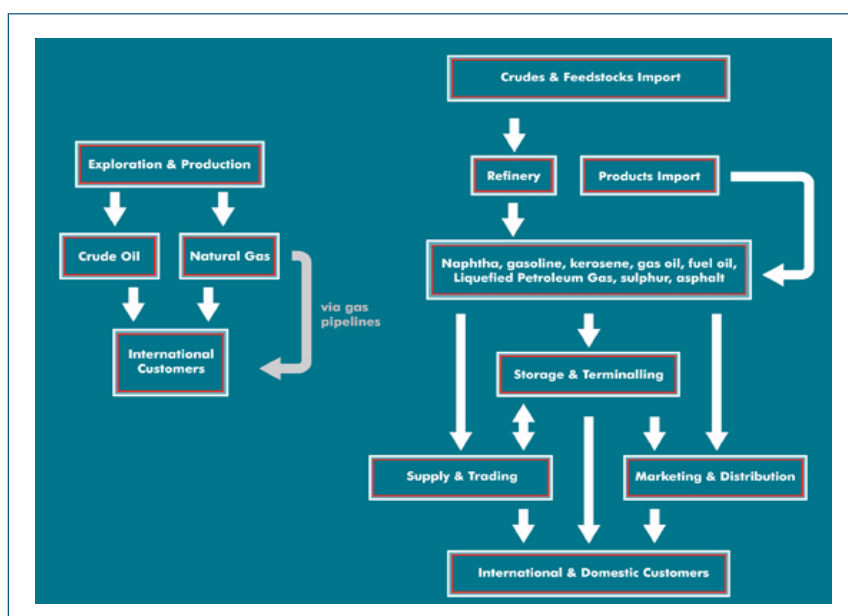 Crudes & Feedstocks Import
Exploration & Production
Refinery
Products Import
Crude Oil
Natural Gas
Naphtha, gasoline, kerosene, gas oil, fuel oil,
Liquefied Petroleum Gas, sulphur, asphalt
via gas
pipelines
International
Customers
Storage & Terminalling
Supply & Trading
Marketing & Distribution
International & Domestic Customers